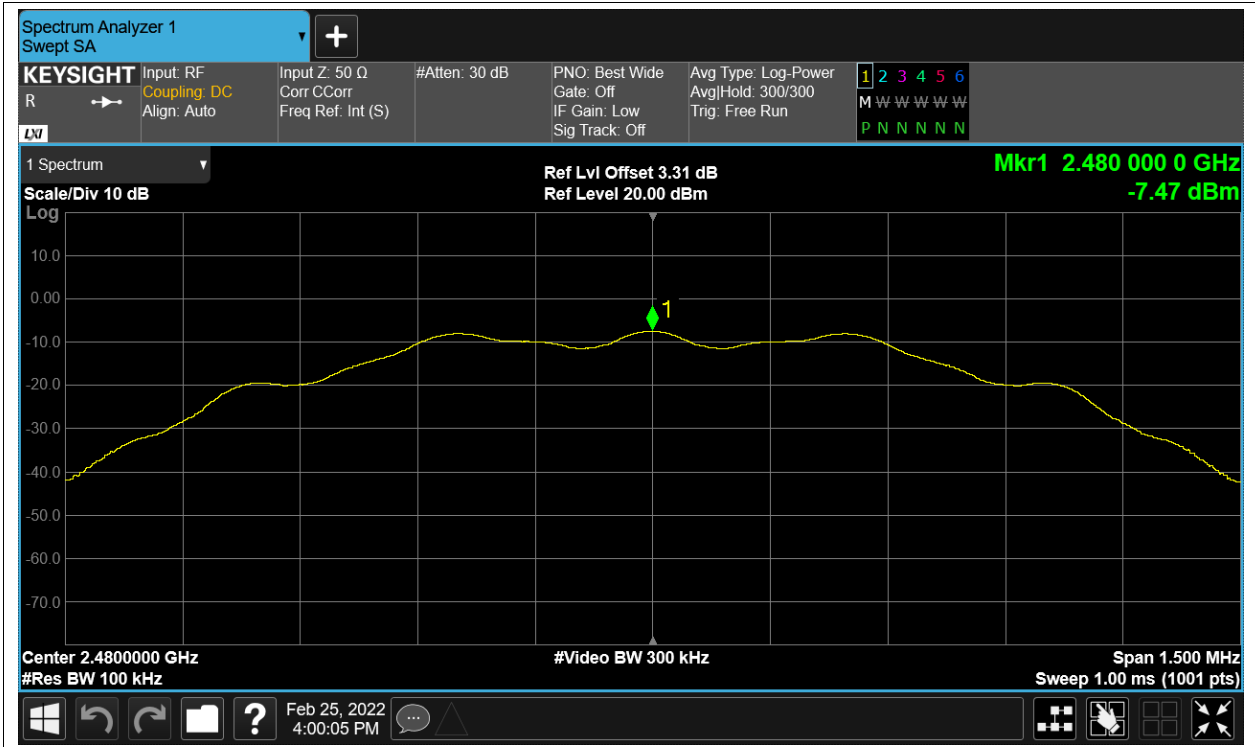 Spectrum Analyzer 1
Swept SA
+
KEYSIGHT
R
LXI
Input: RF
Coupling: DC
Align: Auto
Input Z: 50 Ω
Corr CCorr
Freq Ref: Int (S)
#Atten: 30 dB
PNO: Best Wide
Gate: Off
IF Gain: Low
Sig Track: Off
Avg Type: Log-Power
Avg|Hold: 300/300
Trig: Free Run
1 2 3 4 5 6
M W W W W W
P N N N N N
1 Spectrum
Scale/Div 10 dB
Log
Ref Lvl Offset 3.31 dB
Ref Level 20.00 dBm
Mkr1 2.480 000 0 GHz
-7.47 dBm
10.0
0.00
1
-10.0
-20.0
-30.0
-40.0
-50.0
-60.0
-70.0
Center 2.4800000 GHz
#Video BW 300 kHz
Span 1.500 MHz
#Res BW 100 kHz
Sweep 1.00 ms (1001 pts)
?
Feb 25, 2022
4:00:05 PM